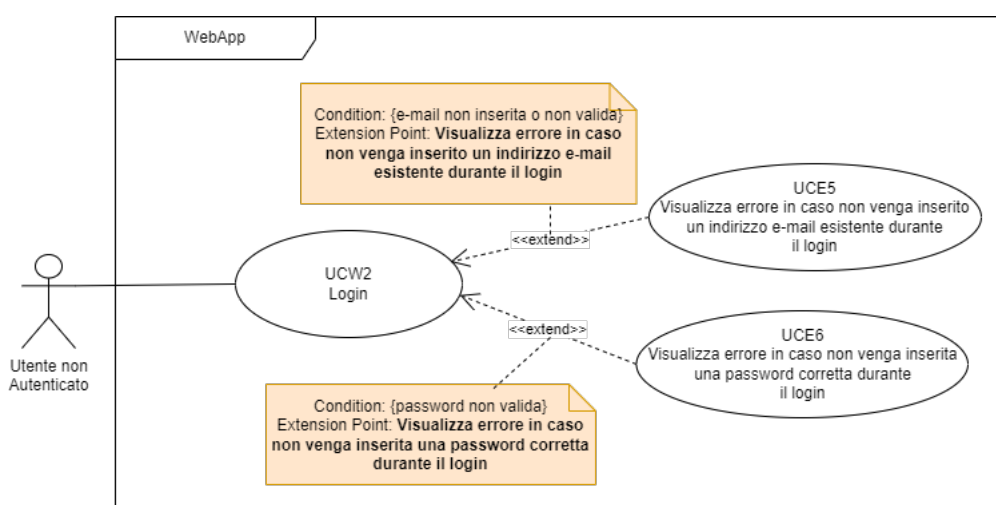 WebApp
Condition: {e-mail non inserita o non valida}
Extension Point: Visualizza errore in caso
non venga inserito un indirizzo e-mail
esistente durante il login
UCE5
Visualizza errore in caso non venga inserito
un indirizzo e-mail esistente durante
il login
<<extend>>
UCW2
Login
<<extend>>
UCE6
Visualizza errore in caso non venga inserita
una password corretta durante
il login
Utente non
Autenticato
Condition: {password non valida}
Extension Point: Visualizza errore in caso
non venga inserita una password corretta
durante il login